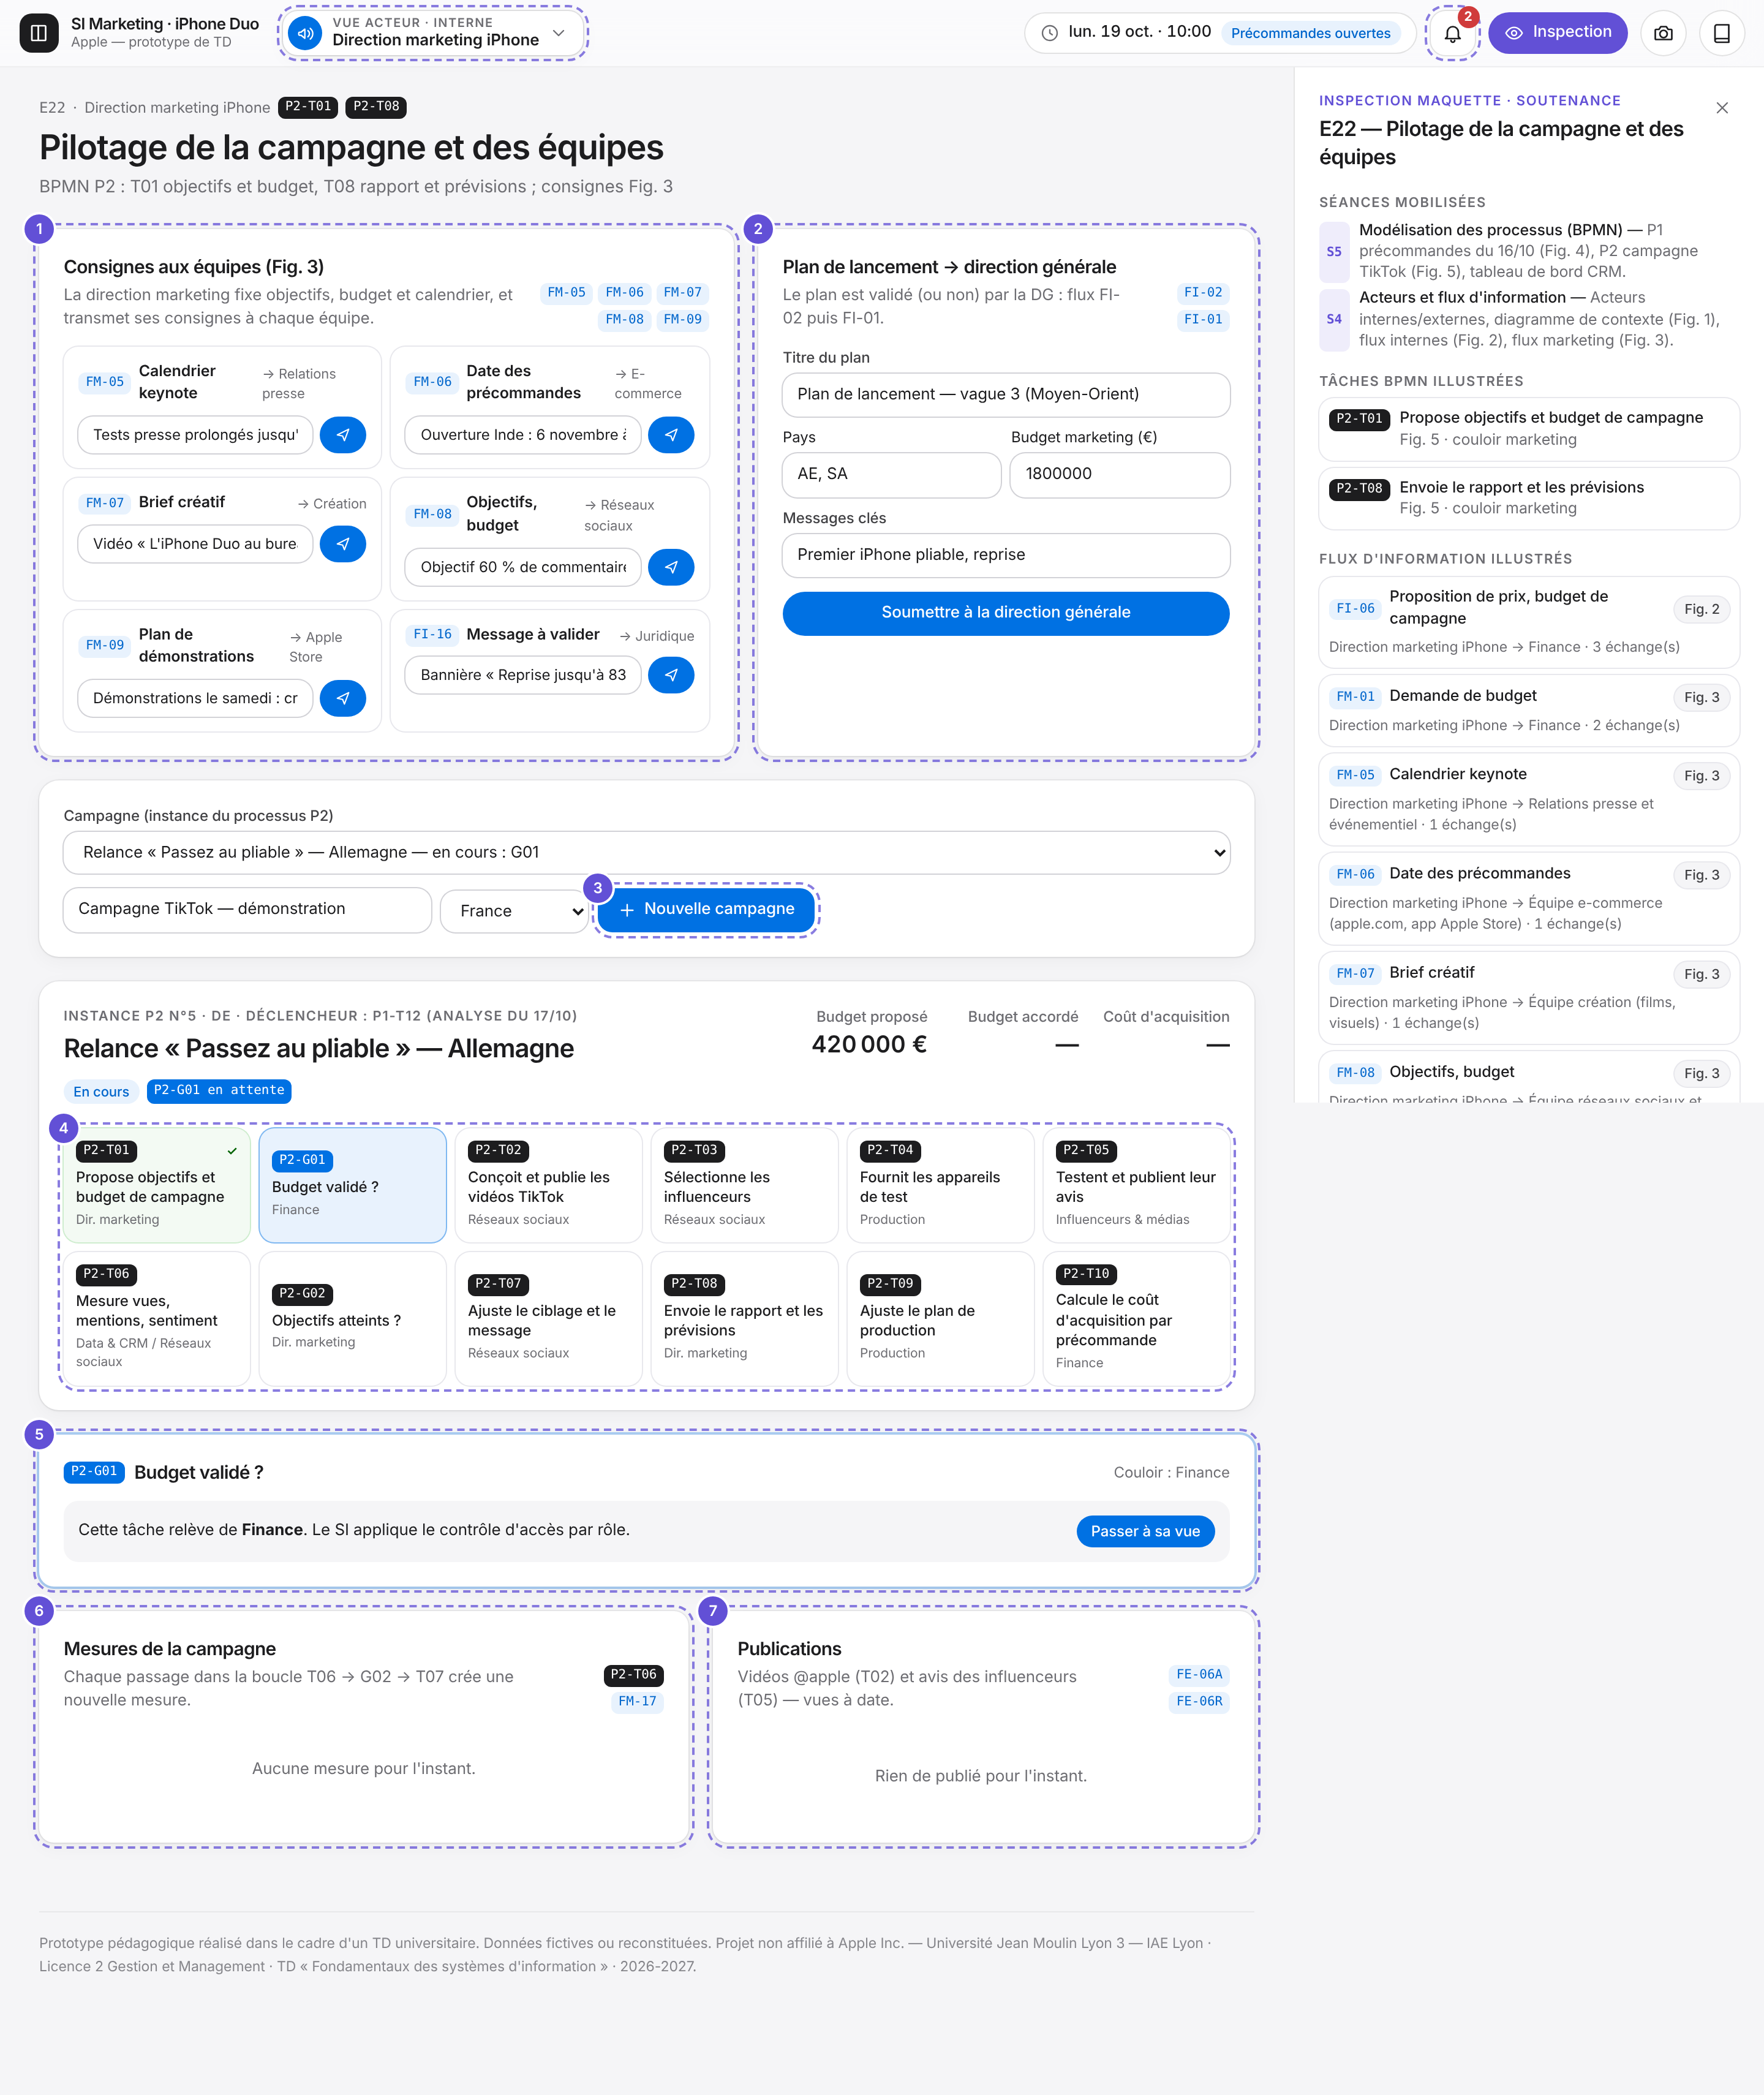 SI Marketing · iPhone Duo
Apple — prototype de TD
VUE ACTEUR · INTERNE
Direction marketing iPhone
lun. 19 oct. · 10:00
Précommandes ouvertes
2
Inspection
E22 · Direction marketing iPhone P2-T01 P2-T08
Pilotage de la campagne et des équipes
BPMN P2 : T01 objectifs et budget, T08 rapport et prévisions ; consignes Fig. 3
1
Consignes aux équipes (Fig. 3)
La direction marketing fixe objectifs, budget et calendrier, et
transmet ses consignes à chaque équipe.
FM-05 FM-06 FM-07
FM-08 FM-09
FM-05 Calendrier
keynote
→ Relations
presse
Tests presse prolongés jusqu'
FM-06 Date des
précommandes
→ E-
commerce
Ouverture Inde : 6 novembre
FM-07 Brief créatif → Création
Vidéo « L'iPhone Duo au bure
FM-08 Objectifs,
budget
→ Réseaux
sociaux
Objectif 60 % de commentaire
FM-09 Plan de
démonstrations
→ Apple
Store
Démonstrations le samedi : cr
FI-16 Message à valider → Juridique
Bannière « Reprise jusqu'à 83
2
Plan de lancement → direction générale
Le plan est validé (ou non) par la DG : flux FI-
02 puis FI-01.
FI-02
FI-01
Titre du plan
Plan de lancement — vague 3 (Moyen-Orient)
Pays
AE, SA
Budget marketing (€)
1800000
Messages clés
Premier iPhone pliable, reprise
Soumettre à la direction générale
Campagne (instance du processus P2)
Relance « Passez au pliable » — Allemagne — en cours : G01
Campagne TikTok — démonstration
France
3
+ Nouvelle campagne
INSTANCE P2 N°5 · DE · DÉCLENCHEUR : P1-T12 (ANALYSE DU 17/10)
Relance « Passez au pliable » — Allemagne
En cours P2-G01 en attente
Budget proposé
420 000 €
Budget accordé
—
Coût d'acquisition
—
4
P2-T01
Propose objectifs et
budget de campagne
Dir. marketing
P2-G01
Budget validé ?
Finance
P2-T02
Conçoit et publie les
vidéos TikTok
Réseaux sociaux
P2-T03
Sélectionne les
influenceurs
Réseaux sociaux
P2-T04
Fournit les appareils
de test
Production
P2-T05
Testent et publient leur
avis
Influenceurs & médias
P2-T06
Mesure vues,
mentions, sentiment
Data & CRM / Réseaux
sociaux
P2-G02
Objectifs atteints ?
Dir. marketing
P2-T07
Ajuste le ciblage et le
message
Réseaux sociaux
P2-T08
Envoie le rapport et les
prévisions
Dir. marketing
P2-T09
Ajuste le plan de
production
Production
P2-T10
Calcule le coût
d'acquisition par
précommande
Finance
5
P2-G01 Budget validé ?
Couloir : Finance
Cette tâche relève de Finance. Le SI applique le contrôle d'accès par rôle.
Passer à sa vue
6
Mesures de la campagne
Chaque passage dans la boucle T06 → G02 → T07 crée une
nouvelle mesure.
P2-T06
FM-17
Aucune mesure pour l'instant.
7
Publications
Vidéos @apple (T02) et avis des influenceurs
(T05) — vues à date.
FE-06A
FE-06R
Rien de publié pour l'instant.
Prototype pédagogique réalisé dans le cadre d'un TD universitaire. Données fictives ou reconstituées. Projet non affilié à Apple Inc. — Université Jean Moulin Lyon 3 — IAE Lyon ·
Licence 2 Gestion et Management · TD « Fondamentaux des systèmes d'information » · 2026-2027.
INSPECTION MAQUETTE · SOUTENANCE
E22 — Pilotage de la campagne et des
équipes
SÉANCES MOBILISÉES
S5
Modélisation des processus (BPMN) — P1
précommandes du 16/10 (Fig. 4), P2 campagne
TikTok (Fig. 5), tableau de bord CRM.
S4
Acteurs et flux d'information — Acteurs
internes/externes, diagramme de contexte (Fig. 1),
flux internes (Fig. 2), flux marketing (Fig. 3).
TÂCHES BPMN ILLUSTRÉES
P2-T01 Propose objectifs et budget de campagne
Fig. 5 · couloir marketing
P2-T08 Envoie le rapport et les prévisions
Fig. 5 · couloir marketing
FLUX D'INFORMATION ILLUSTRÉS
FI-06 Proposition de prix, budget de
campagne
Fig. 2
Direction marketing iPhone → Finance · 3 échange(s)
FM-01 Demande de budget Fig. 3
Direction marketing iPhone → Finance · 2 échange(s)
FM-05 Calendrier keynote Fig. 3
Direction marketing iPhone → Relations presse et
événementiel · 1 échange(s)
FM-06 Date des précommandes Fig. 3
Direction marketing iPhone → Équipe e-commerce
(apple.com, app Apple Store) · 1 échange(s)
FM-07 Brief créatif Fig. 3
Direction marketing iPhone → Équipe création (films,
visuels) · 1 échange(s)
FM-08 Objectifs, budget Fig. 3
Direction marketing iPhone → Équipe réseaux sociaux et